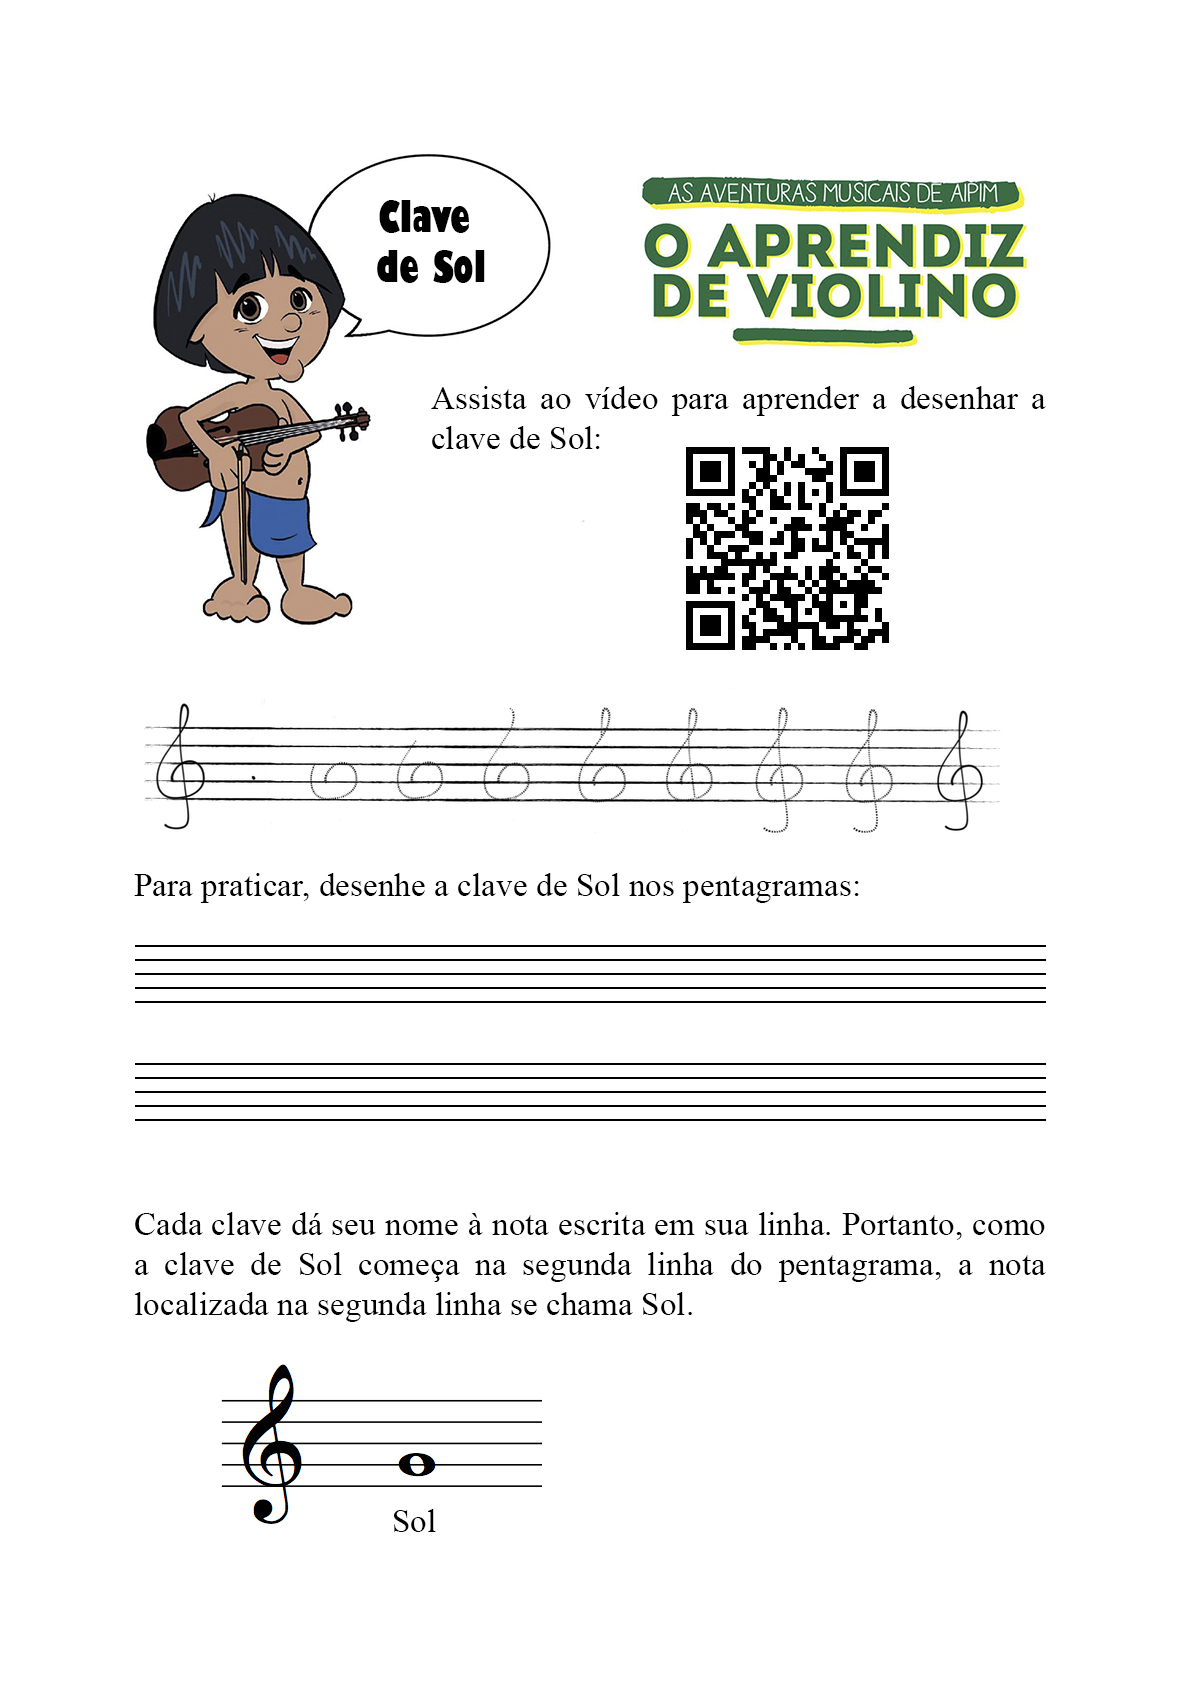 Clave
de Sol
AS AVENTURAS MUSICAIS DE AIPIM
O APRENDIZ
DE VIOLINO
Assista ao vídeo para aprender a desenhar a
clave de Sol:
Para praticar, desenhe a clave de Sol nos pentagramas:
Cada clave dá seu nome à nota escrita em sua linha. Portanto, como
a clave de Sol começa na segunda linha do pentagrama, a nota
localizada na segunda linha se chama Sol.
Sol